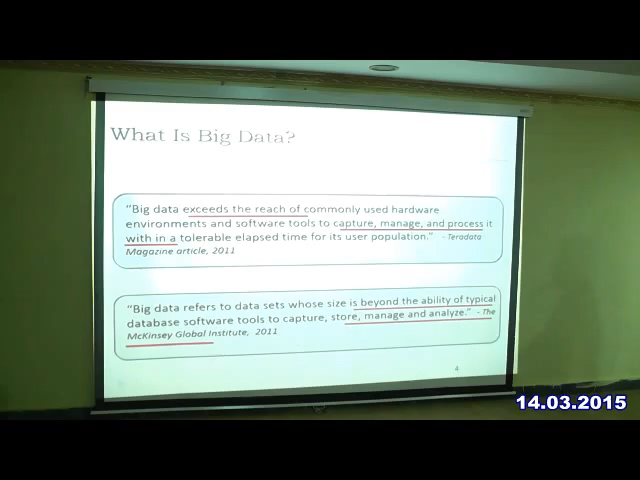 What Is Big Data?
"Big data exceeds the reach of commonly used hardware
environments and software tools to capture, manage, and process it
with in a tolerable elapsed time for its user population." - Teradata
Magazine article, 2011
"Big data refers to data sets whose size is beyond the ability of typical
database software tools to capture, store, manage and analyze." - The
McKinsey Global Institute, 2011
4
14.03.2015